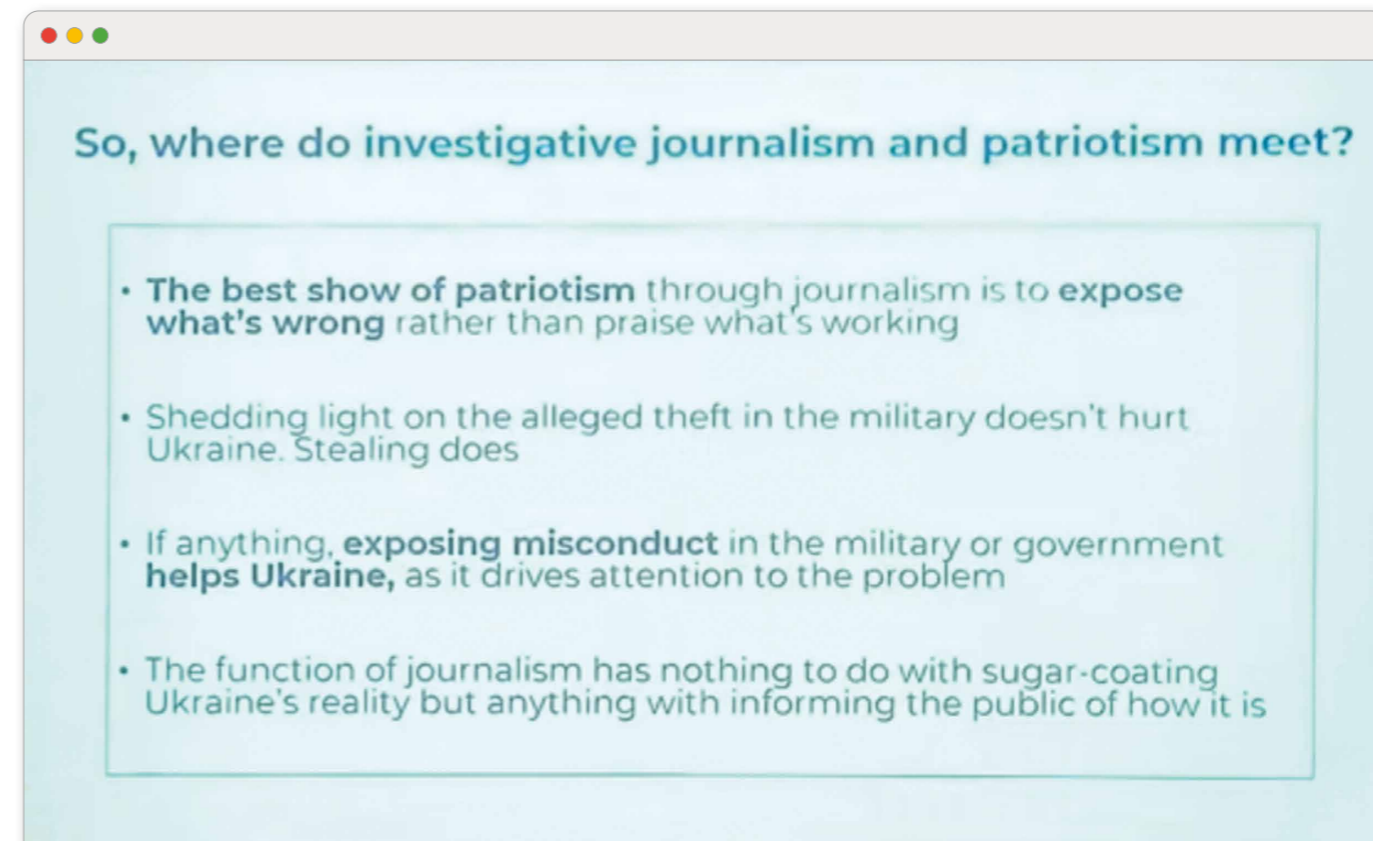 So, where do investigative journalism and patriotism meet?
• The best show of patriotism through journalism is to expose
what's wrong rather than praise what's working
• Shedding light on the alleged theft in the military doesn't hurt
Ukraine. Stealing does
• If anything, exposing misconduct in the military or government
helps Ukraine, as it drives attention to the problem
• The function of journalism has nothing to do with sugar-coating
Ukraine's reality but anything with informing the public of how it is